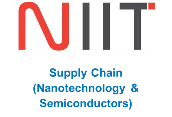 NIIT
Supply Chain
(Nanotechnology &
Semiconductors)